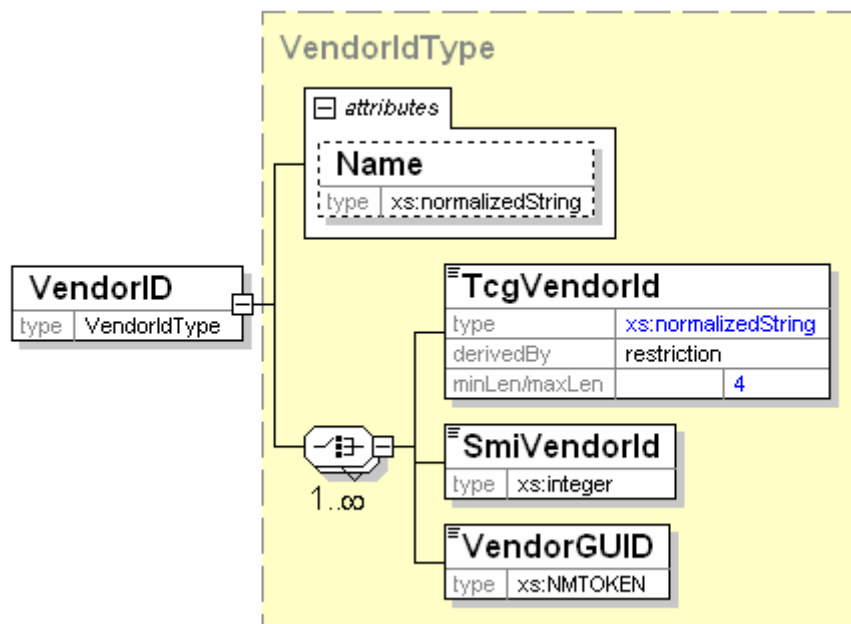 VendorIdType
attributes
Name
type xs:normalizedString
VendorID
type VendorIdType
TcgVendorId
type xs:normalizedString
derivedBy restriction
minLen/maxLen 4
1..∞
SmiVendorId
type xs:integer
VendorGUID
type xs:NMTOKEN